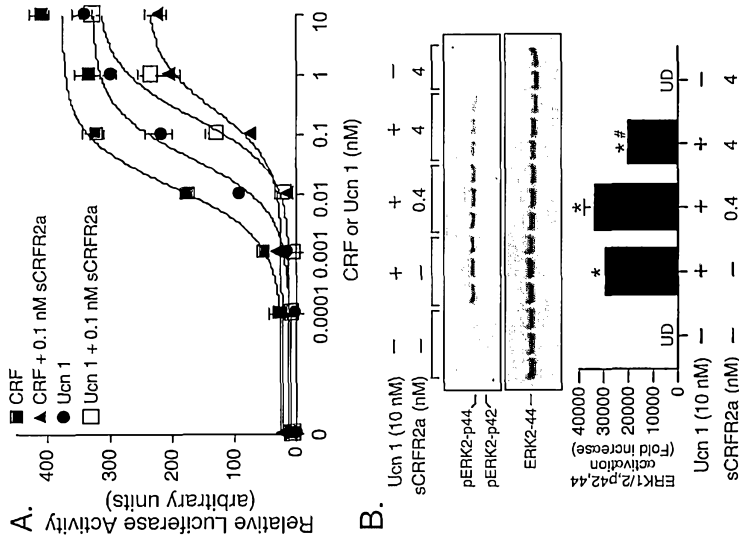 A.
■ CRF
▲ CRF + 0.1 nM sCRFR2a
● Ucn 1
□ Ucn 1 + 0.1 nM sCRFR2a
Relative Luciferase Activity
(arbitrary units)
400
300
200
100
0
0 0.0001 0.001 0.01 0.1 1 10
CRF or Ucn 1 (nM)
B.
Ucn 1 (10 nM) – + + + –
sCRFR2a (nM) – – 0.4 4 4
pERK2-p44
pERK2-p42
ERK2-44
ERK1/2,p42,44
activation
(Fold increase)
40000
30000
20000
10000
0
UD * * * # UD
Ucn 1 (10 nM) – + + + –
sCRFR2a (nM) – – 0.4 4 4